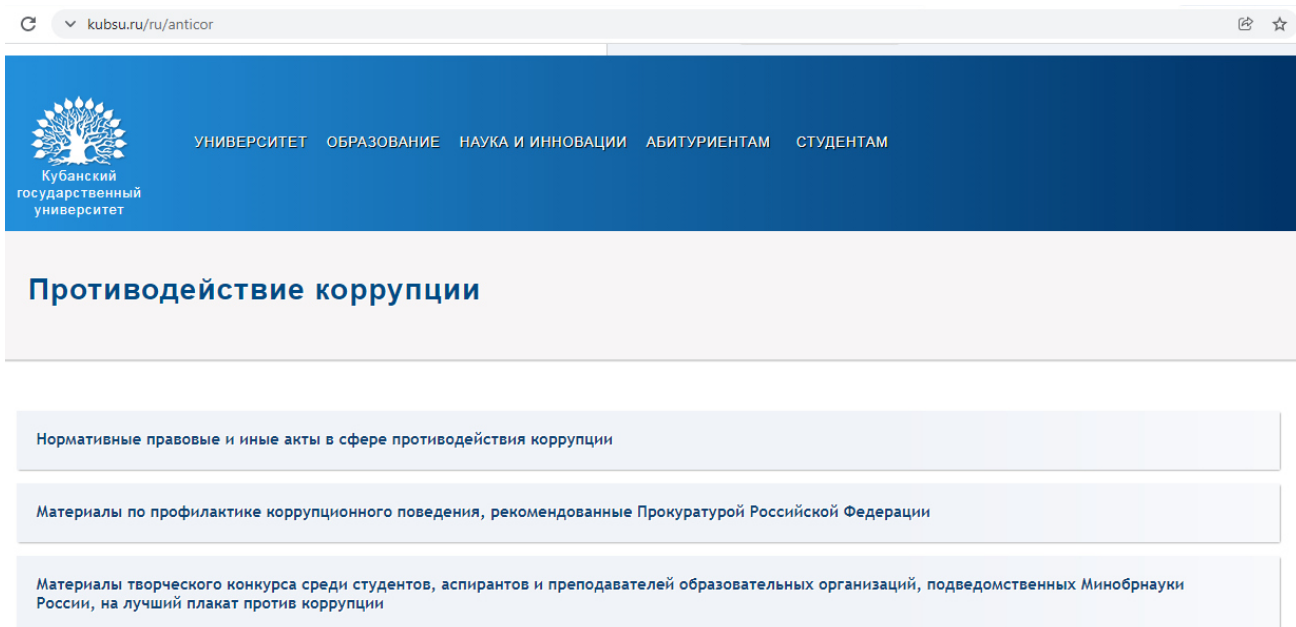 kubsu.ru/ru/anticor
УНИВЕРСИТЕТ ОБРАЗОВАНИЕ НАУКА И ИННОВАЦИИ АБИТУРИЕНТАМ СТУДЕНТАМ
Кубанский
государственный
университет
Противодействие коррупции
Нормативные правовые и иные акты в сфере противодействия коррупции
Материалы по профилактике коррупционного поведения, рекомендованные Прокуратурой Российской Федерации
Материалы творческого конкурса среди студентов, аспирантов и преподавателей образовательных организаций, подведомственных Минобрнауки
России, на лучший плакат против коррупции